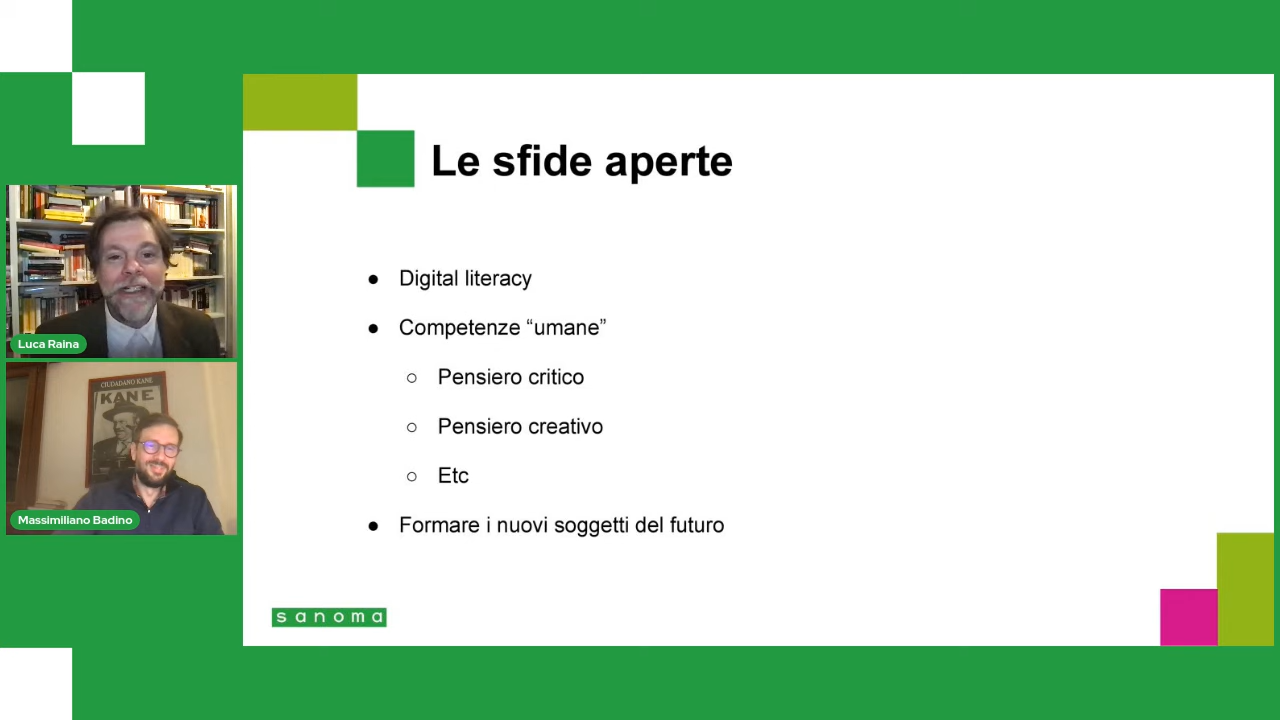 Le sfide aperte
● Digital literacy
● Competenze “umane”
○ Pensiero critico
○ Pensiero creativo
○ Etc
● Formare i nuovi soggetti del futuro
sanoma
Luca Raina
CIUDADANO KANE
KANE
Massimiliano Badino